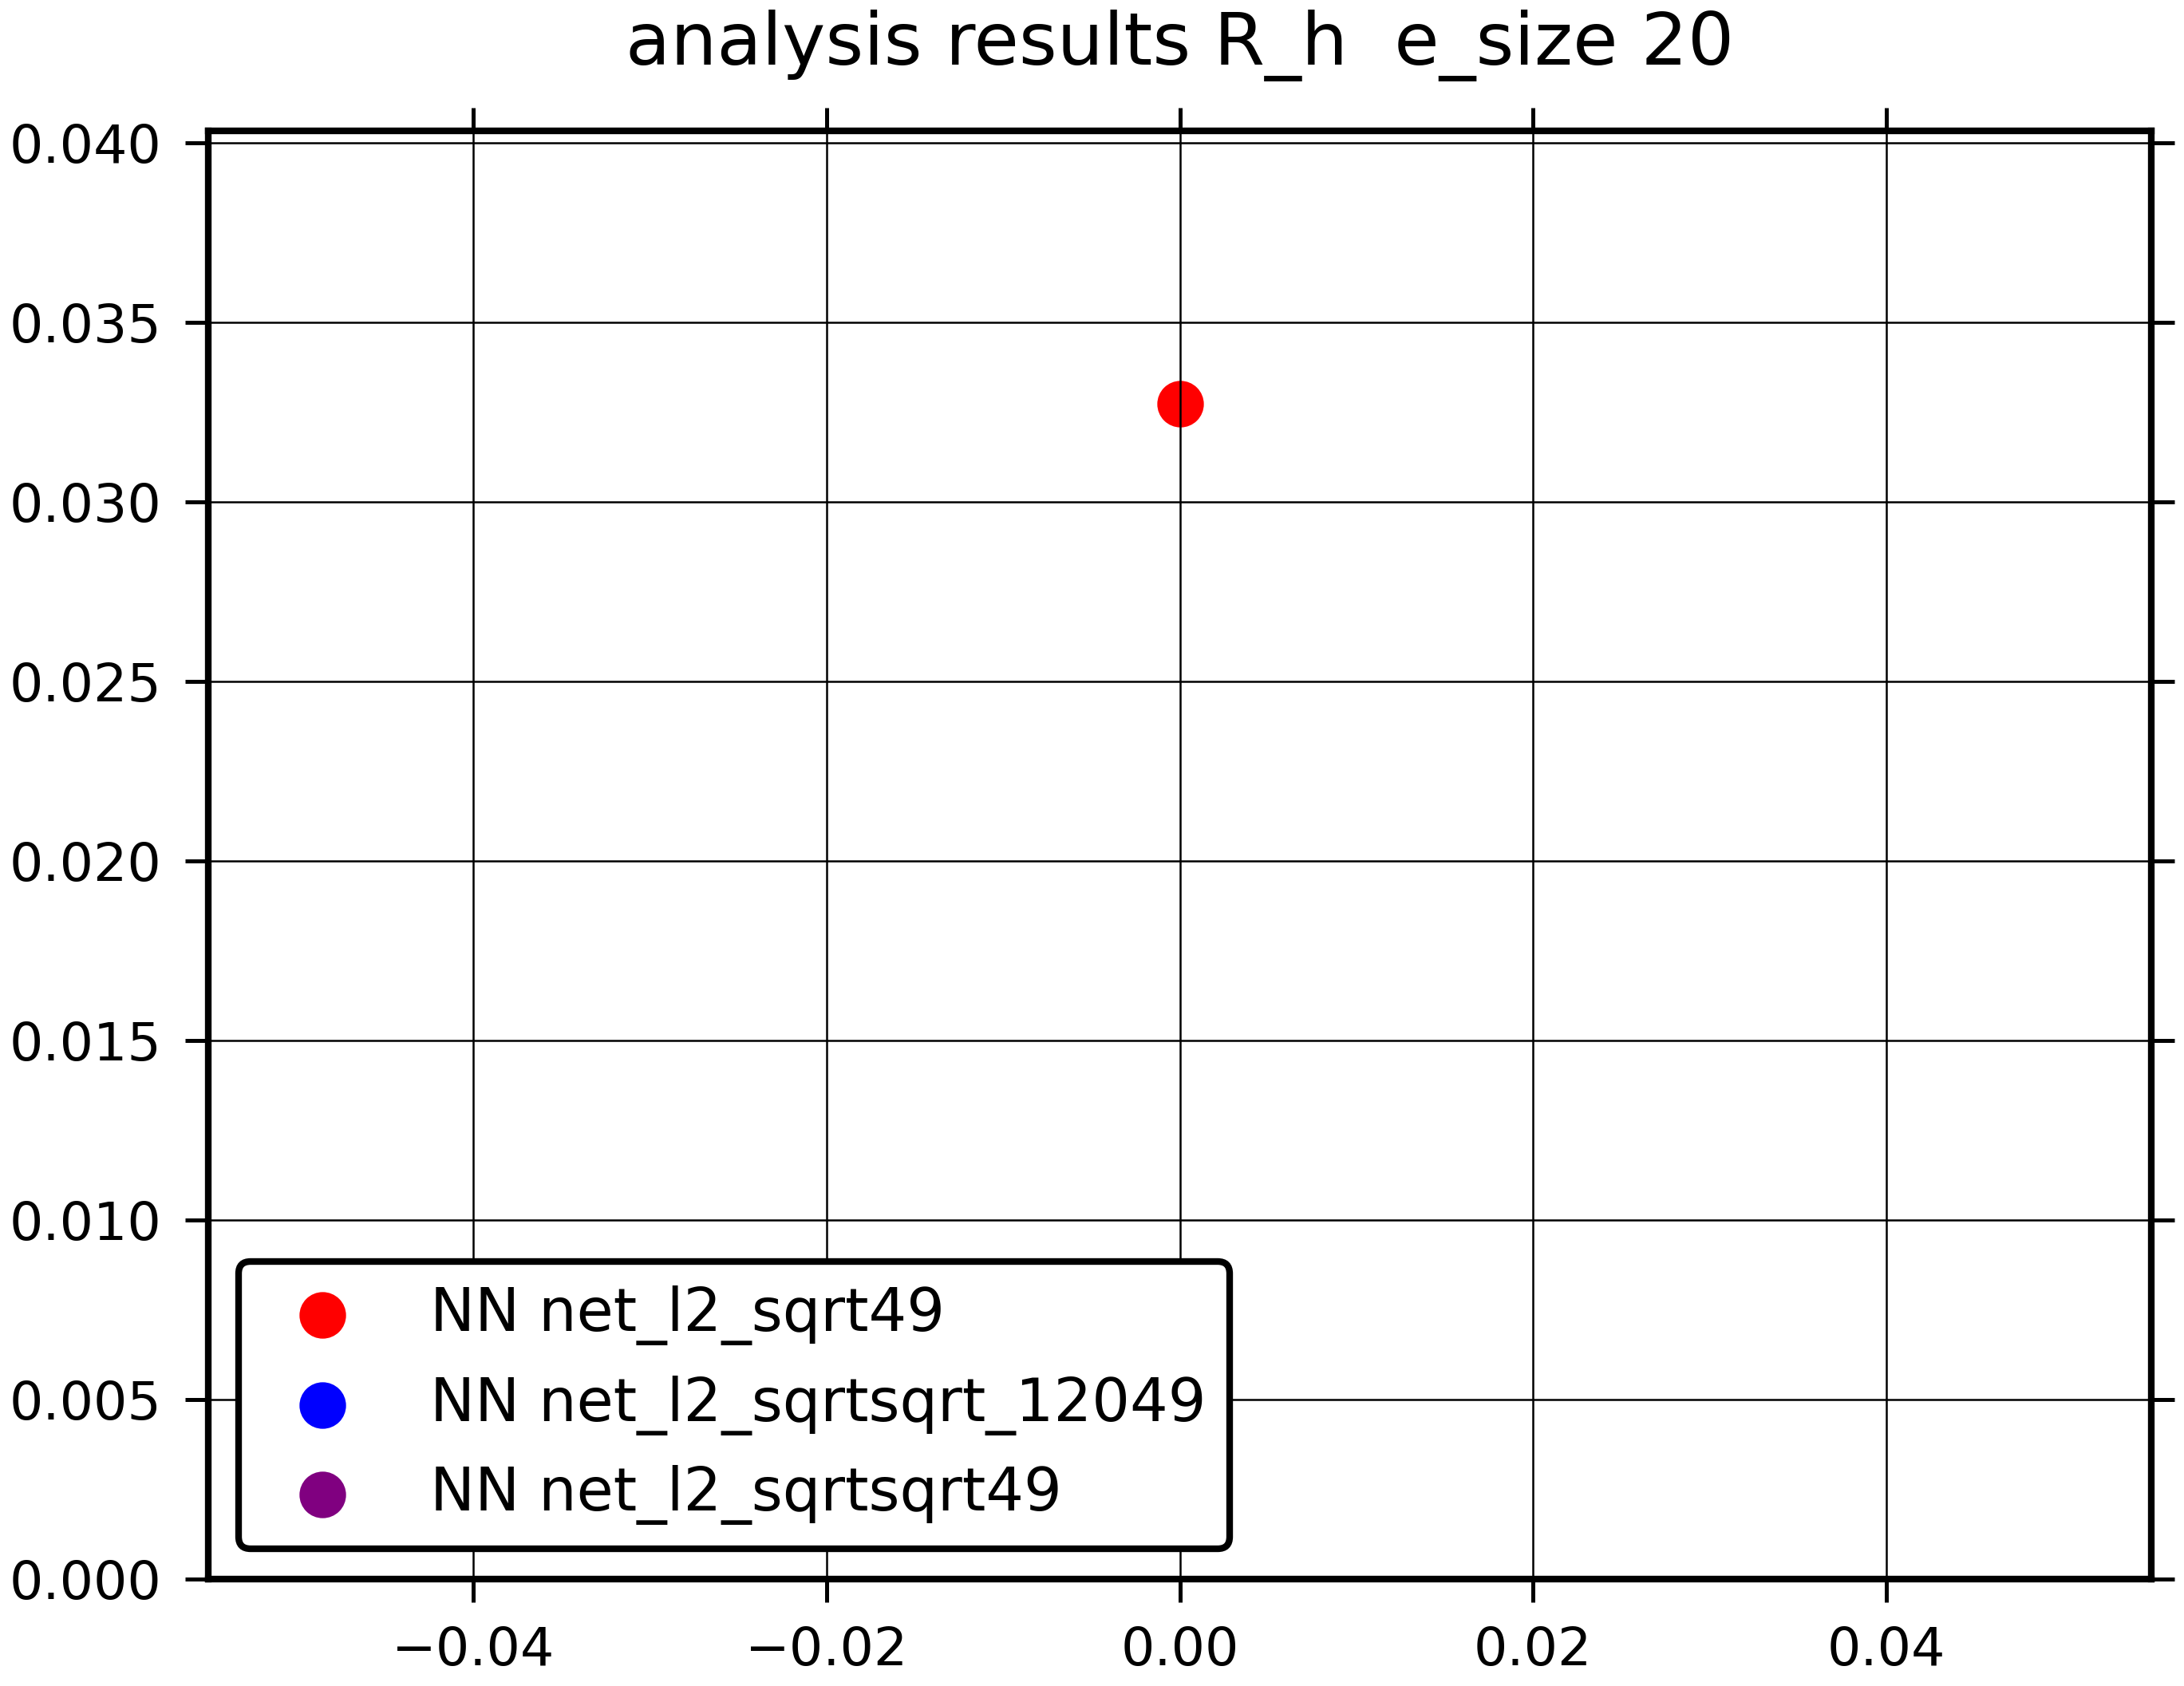 analysis results R_h  e_size 20
0.040
0.035
0.030
0.025
0.020
0.015
0.010
0.005
0.000
NN net_l2_sqrt49
NN net_l2_sqrtsqrt_12049
NN net_l2_sqrtsqrt49
−0.04 −0.02 0.00 0.02 0.04